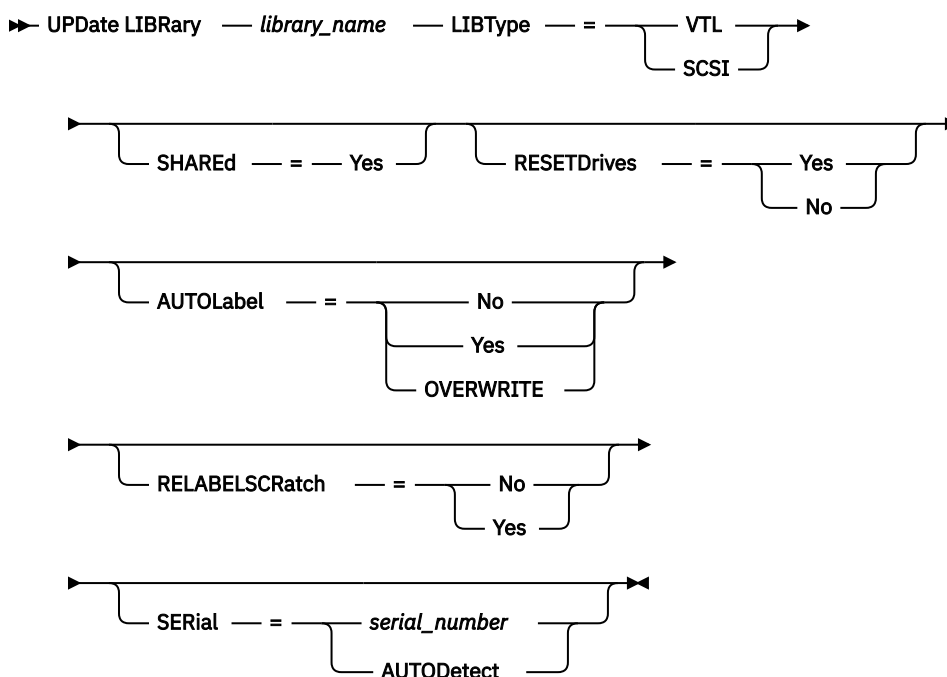 UPDate LIBRary library_name LIBType = VTL
SCSI
SHAREd = Yes RESETDrives = Yes
No
AUTOLabel = No
Yes
OVERWRITE
RELABELSCRatch = No
Yes
SERial = serial_number
AUTODetect